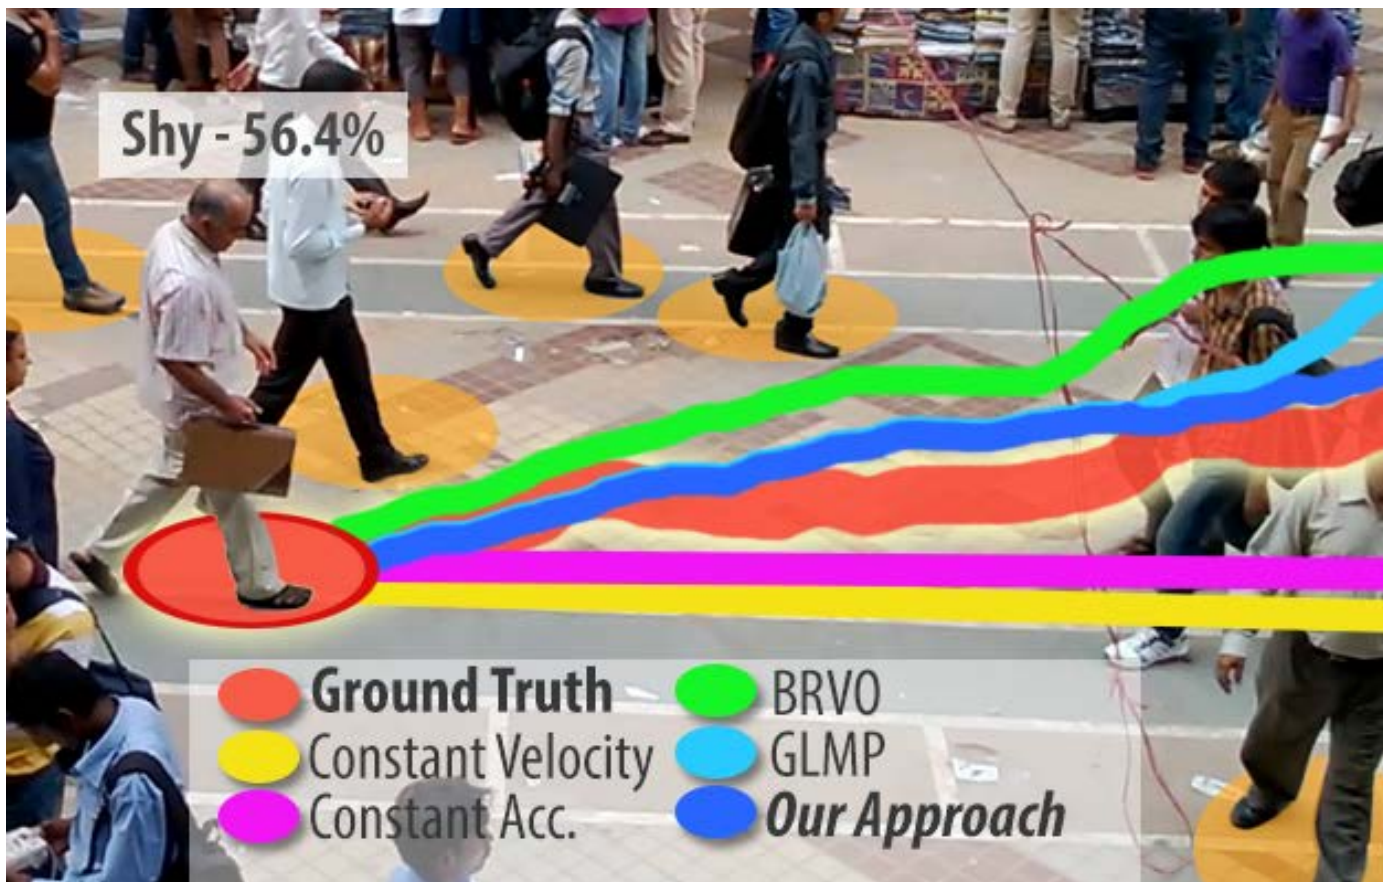 Shy - 56.4%
Ground Truth
BRVO
Constant Velocity
GLMP
Constant Acc.
Our Approach